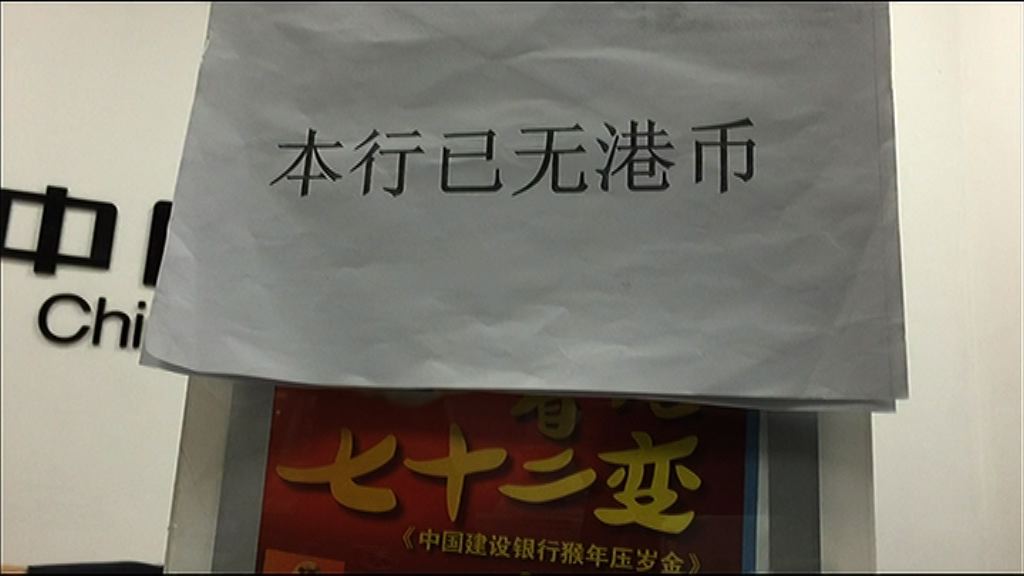 本行已无港币
中
Chi
七十二变
《中国建设银行猴年压岁金》